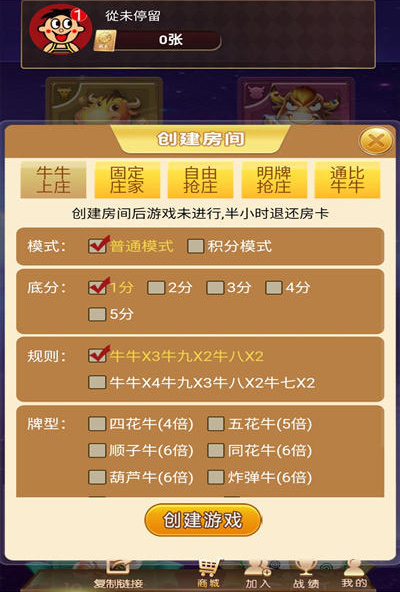 1
從未停留
0张
创建房间
牛牛上庄
固定庄家
自由抢庄
明牌抢庄
通比牛牛
创建房间后游戏未进行,半小时退还房卡
模式: 普通模式 积分模式
底分: 1分 2分 3分 4分
5分
规则: 牛牛X3牛九X2牛八X2
牛牛X4牛九X3牛八X2牛七X2
牌型: 四花牛(4倍) 五花牛(5倍)
顺子牛(6倍) 同花牛(6倍)
葫芦牛(6倍) 炸弹牛(6倍)
创建游戏
复制链接 商城 加入 战绩 我的